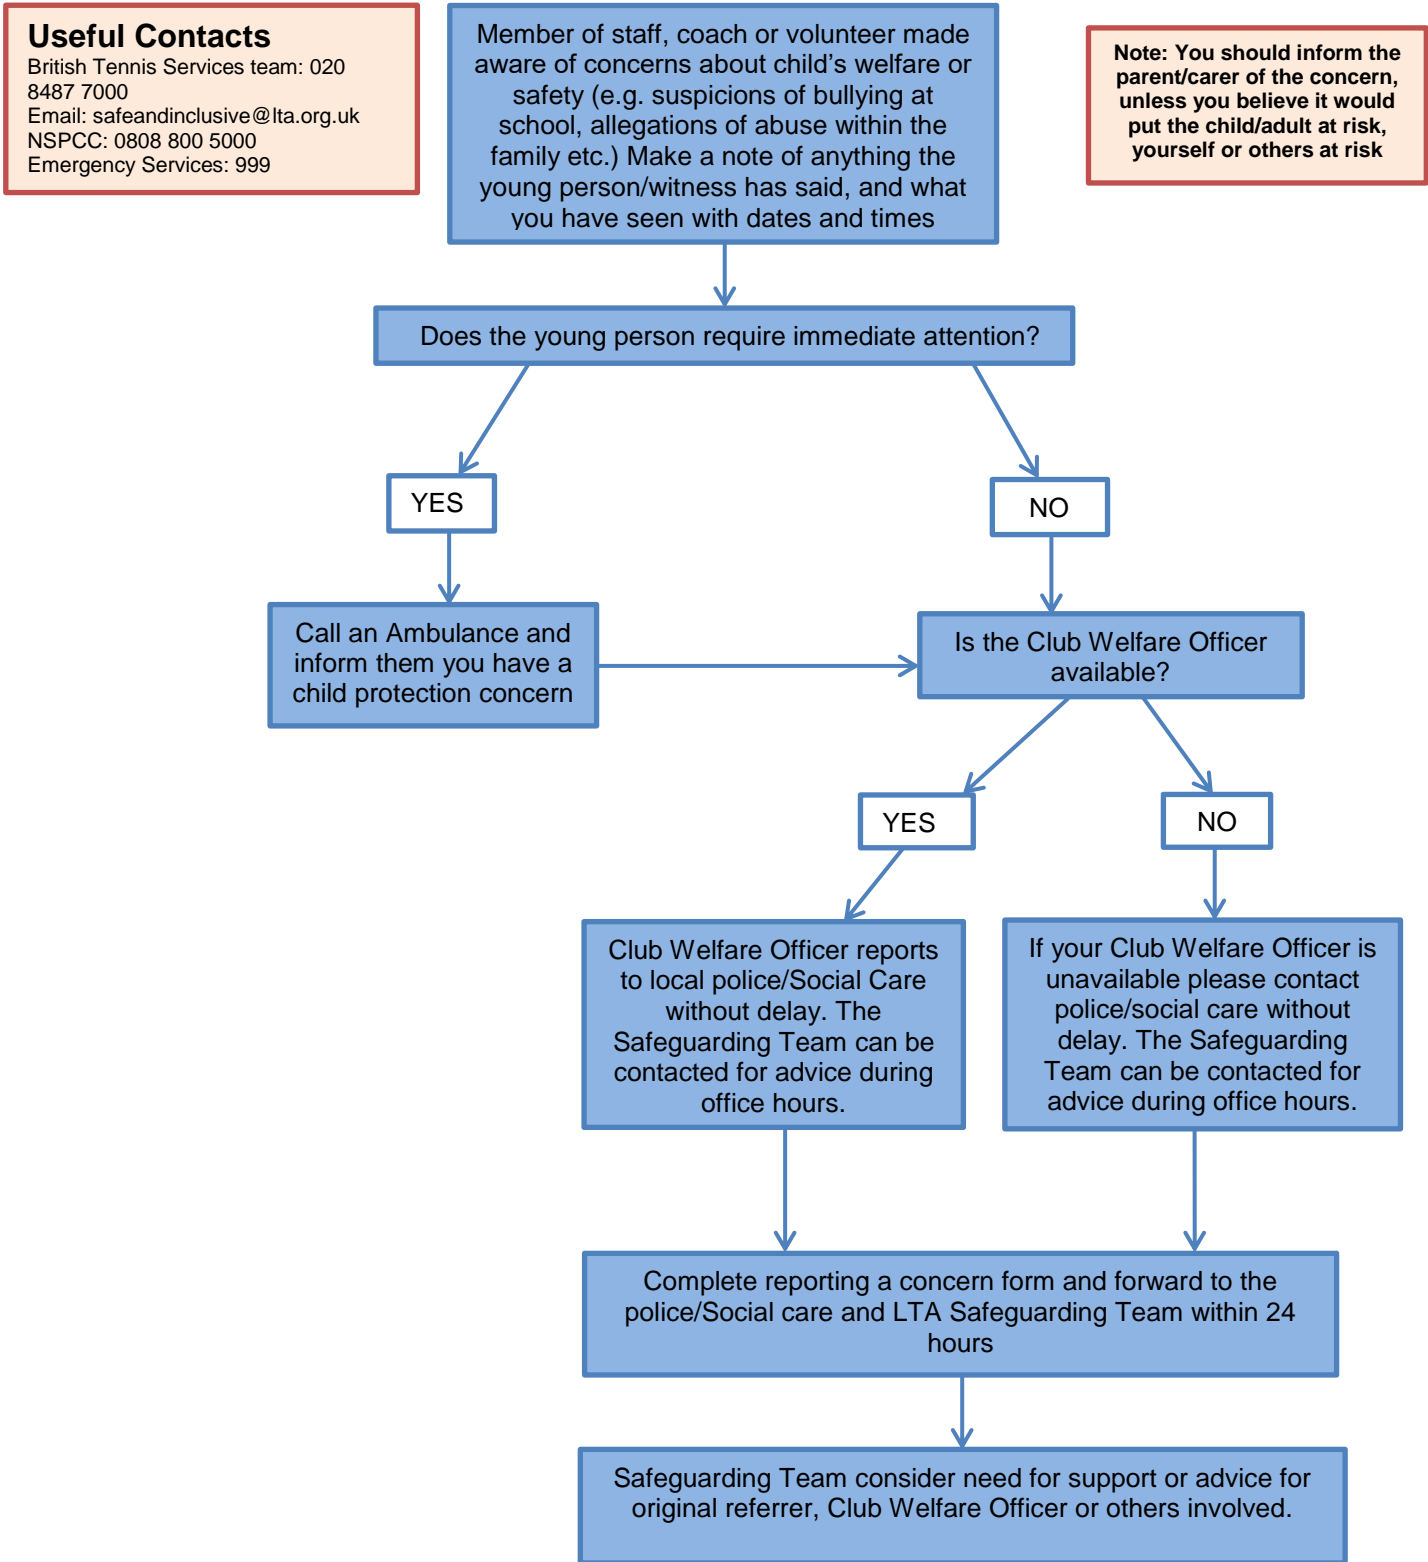 Useful Contacts
British Tennis Services team: 020
8487 7000
Email: safeandinclusive@lta.org.uk
NSPCC: 0808 800 5000
Emergency Services: 999
Member of staff, coach or volunteer made
aware of concerns about child’s welfare or
safety (e.g. suspicions of bullying at
school, allegations of abuse within the
family etc.) Make a note of anything the
young person/witness has said, and what
you have seen with dates and times
Note: You should inform the
parent/carer of the concern,
unless you believe it would
put the child/adult at risk,
yourself or others at risk
Does the young person require immediate attention?
YES
NO
Call an Ambulance and
inform them you have a
child protection concern
Is the Club Welfare Officer
available?
YES
NO
Club Welfare Officer reports
to local police/Social Care
without delay. The
Safeguarding Team can be
contacted for advice during
office hours.
If your Club Welfare Officer is
unavailable please contact
police/social care without
delay. The Safeguarding
Team can be contacted for
advice during office hours.
Complete reporting a concern form and forward to the
police/Social care and LTA Safeguarding Team within 24
hours
Safeguarding Team consider need for support or advice for
original referrer, Club Welfare Officer or others involved.